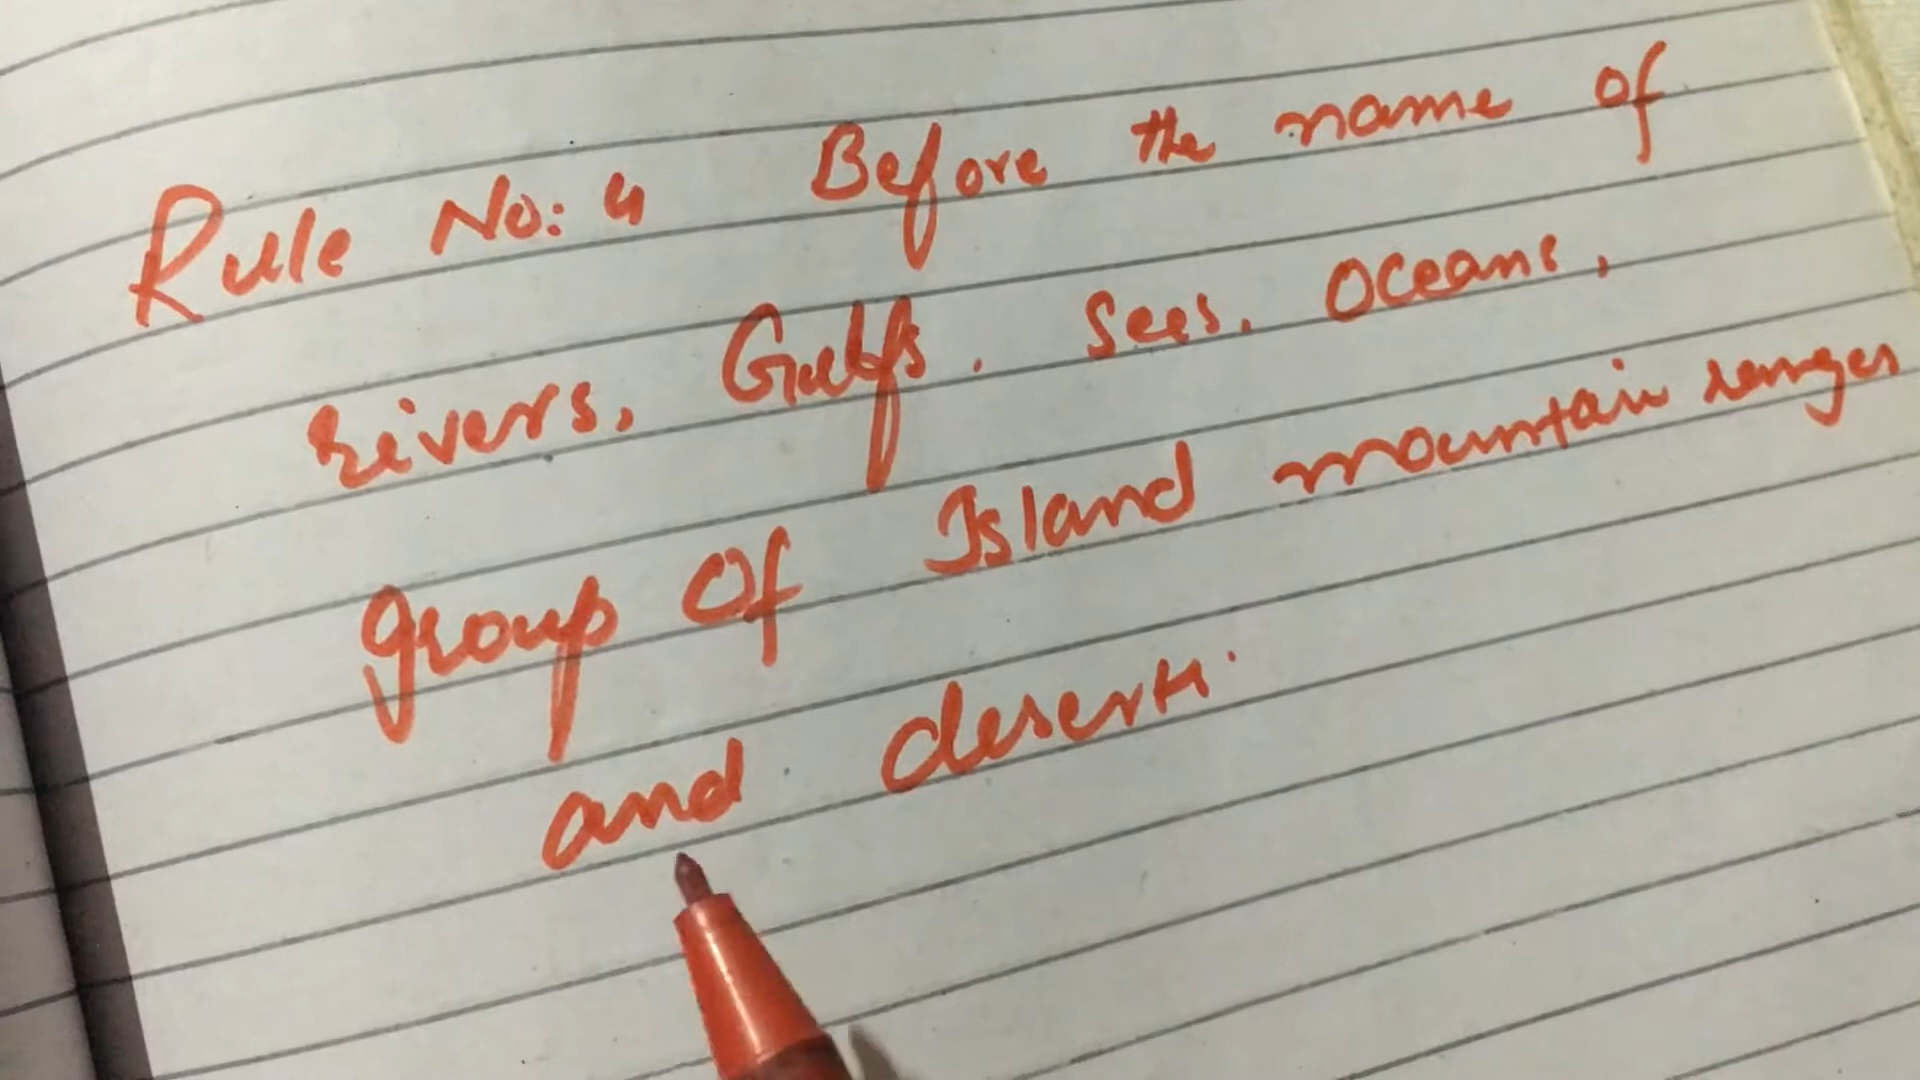 Rule No: 4 Before the name of
rivers, Gulfs, Sees, Oceans,
group Of Island mountain ranges
and deserts.